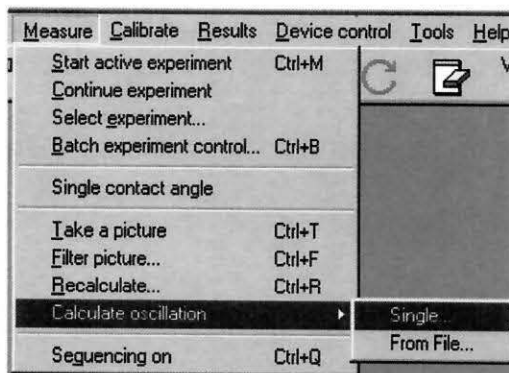 Measure Calibrate Results Device control Tools Help
Start active experiment Ctrl+M
Continue experiment
Select experiment...
Batch experiment control... Ctrl+B
Single contact angle
Take a picture Ctrl+T
Filter picture... Ctrl+F
Recalculate... Ctrl+R
Calculate oscillation
Single...
From File...
Seguencing on Ctrl+Q